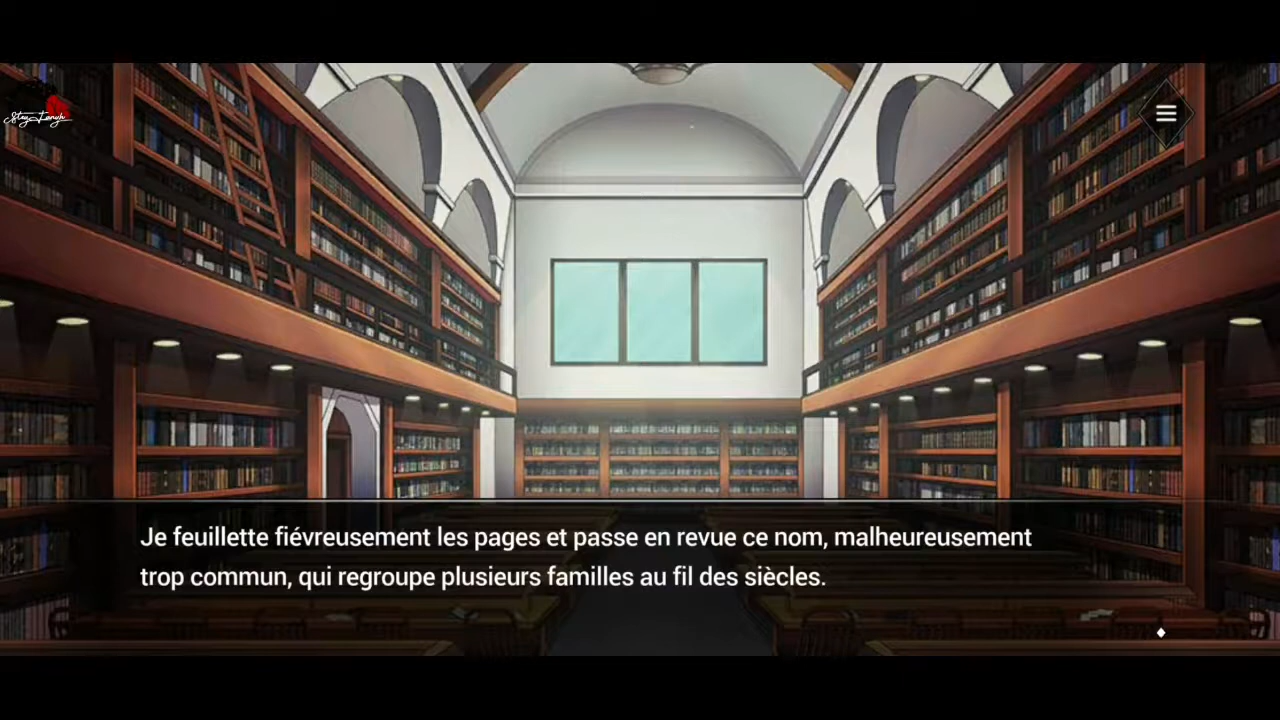 Je feuillette fiévreusement les pages et passe en revue ce nom, malheureusement
trop commun, qui regroupe plusieurs familles au fil des siècles.